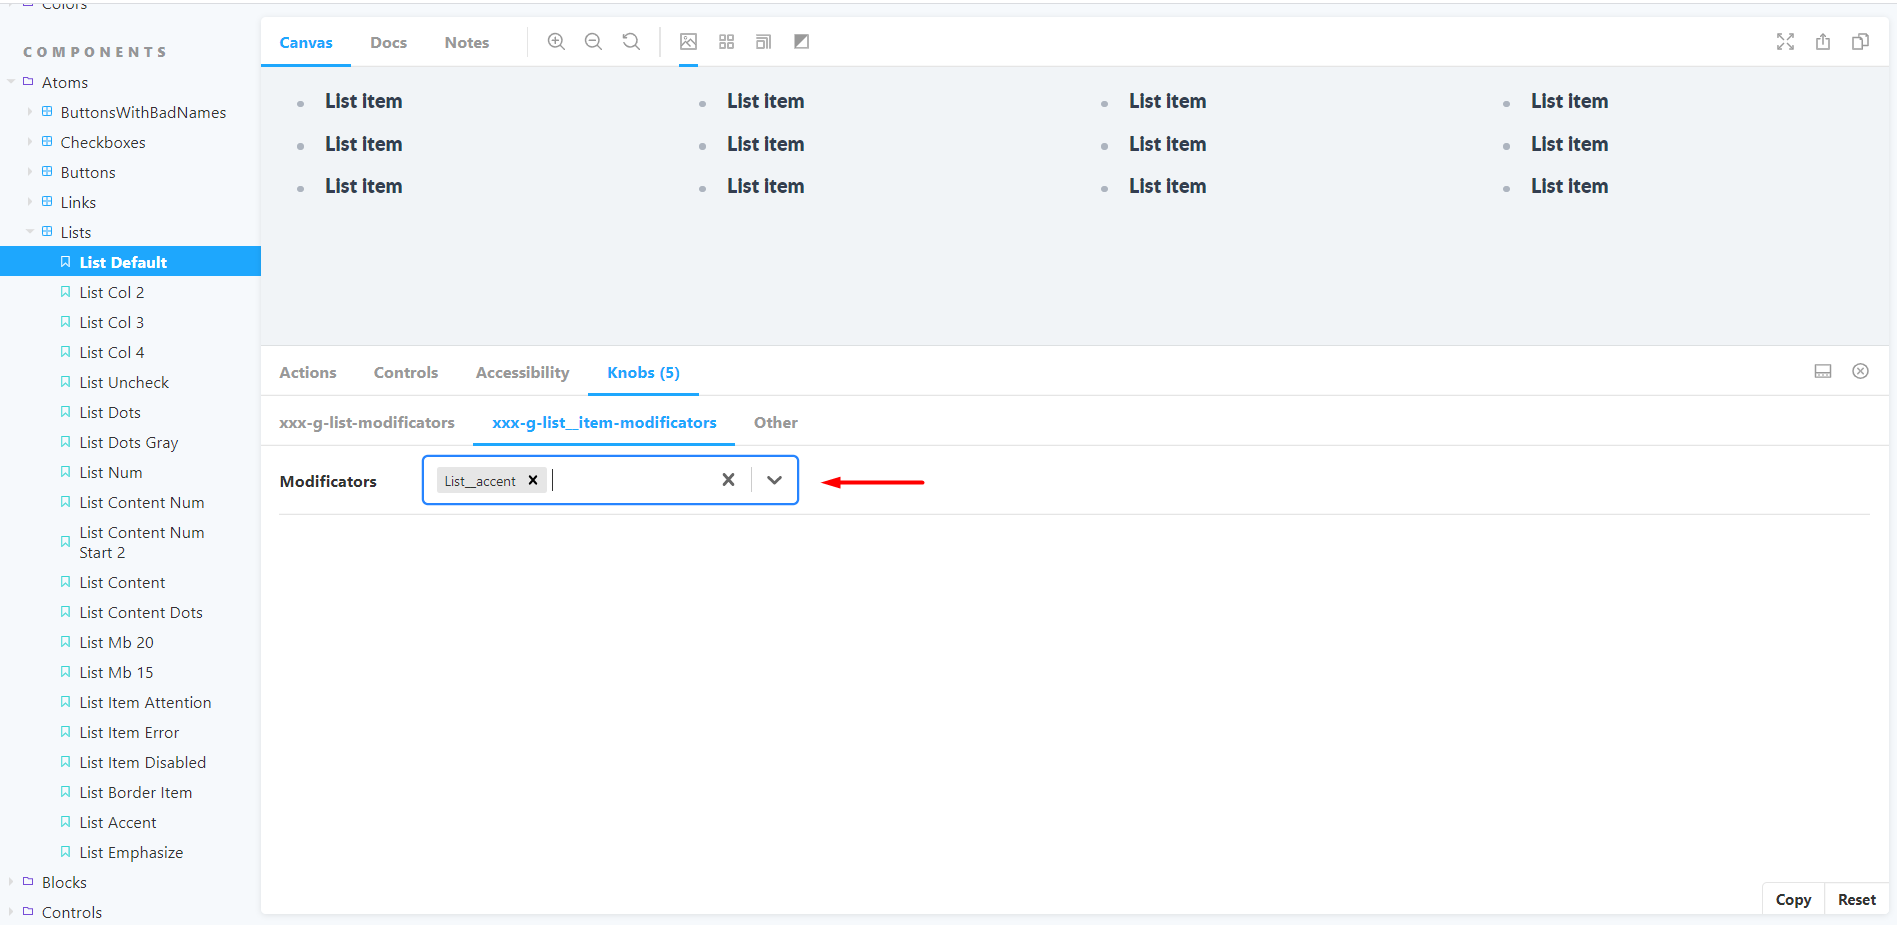 Colors
COMPONENTS
Atoms
ButtonsWithBadNames
Checkboxes
Buttons
Links
Lists
List Default
List Col 2
List Col 3
List Col 4
List Uncheck
List Dots
List Dots Gray
List Num
List Content Num
List Content Num
Start 2
List Content
List Content Dots
List Mb 20
List Mb 15
List Item Attention
List Item Error
List Item Disabled
List Border Item
List Accent
List Emphasize
Blocks
Controls
Canvas Docs Notes
List item List item List item List item
List item List item List item List item
List item List item List item List item
Actions Controls Accessibility Knobs (5)
xxx-g-list-modificators xxx-g-list__item-modificators Other
Modificators List__accent
Copy Reset